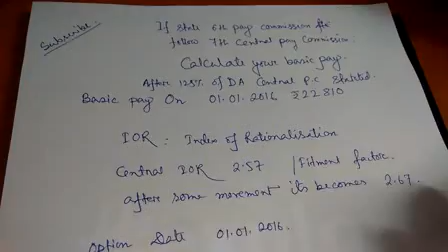 Subscribe.
If state 6th pay commission
follow 7th Central pay Commission.
Calculate your basic pay.
After 125% of DA Central P.C started.
Basic pay On 01.01.2016 ₹22810
IOR: Index of Rationalisation
Central IOR 2.57 / Fitment factor.
after some movement its becomes 2.67.
Option Date 01.01.2016.